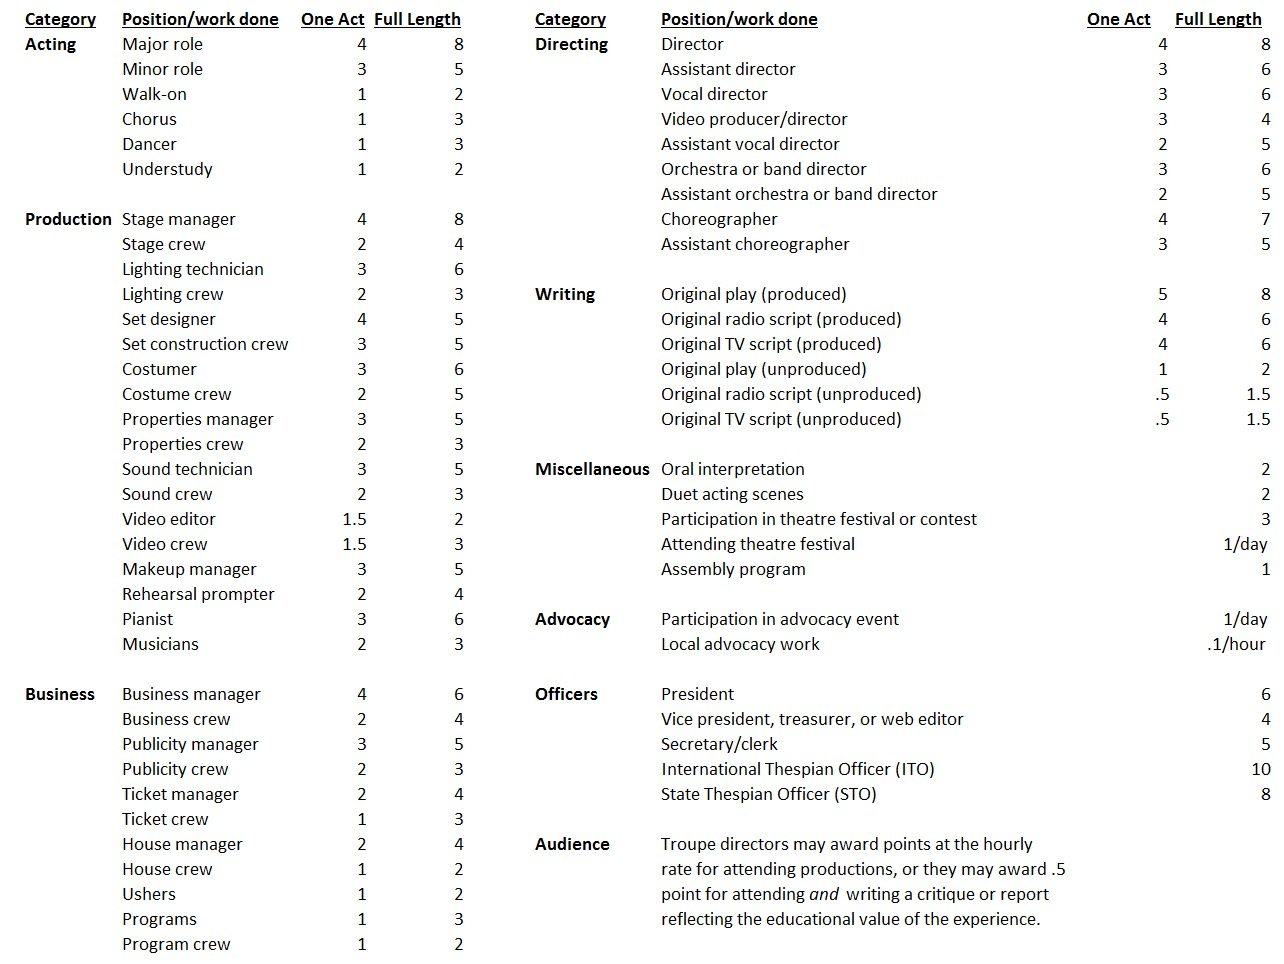 Category Position/work done One Act Full Length
Acting Major role 4 8
Minor role 3 5
Walk-on 1 2
Chorus 1 3
Dancer 1 3
Understudy 1 2
Production Stage manager 4 8
Stage crew 2 4
Lighting technician 3 6
Lighting crew 2 3
Set designer 4 5
Set construction crew 3 5
Costumer 3 6
Costume crew 2 5
Properties manager 3 5
Properties crew 2 3
Sound technician 3 5
Sound crew 2 3
Video editor 1.5 2
Video crew 1.5 3
Makeup manager 3 5
Rehearsal prompter 2 4
Pianist 3 6
Musicians 2 3
Business Business manager 4 6
Business crew 2 4
Publicity manager 3 5
Publicity crew 2 3
Ticket manager 2 4
Ticket crew 1 3
House manager 2 4
House crew 1 2
Ushers 1 2
Programs 1 3
Program crew 1 2
Category Position/work done One Act Full Length
Directing Director 4 8
Assistant director 3 6
Vocal director 3 6
Video producer/director 3 4
Assistant vocal director 2 5
Orchestra or band director 3 6
Assistant orchestra or band director 2 5
Choreographer 4 7
Assistant choreographer 3 5
Writing Original play (produced) 5 8
Original radio script (produced) 4 6
Original TV script (produced) 4 6
Original play (unproduced) 1 2
Original radio script (unproduced) .5 1.5
Original TV script (unproduced) .5 1.5
Miscellaneous Oral interpretation 2
Duet acting scenes 2
Participation in theatre festival or contest 3
Attending theatre festival 1/day
Assembly program 1
Advocacy Participation in advocacy event 1/day
Local advocacy work .1/hour
Officers President 6
Vice president, treasurer, or web editor 4
Secretary/clerk 5
International Thespian Officer (ITO) 10
State Thespian Officer (STO) 8
Audience Troupe directors may award points at the hourly
rate for attending productions, or they may award .5
point for attending and writing a critique or report
reflecting the educational value of the experience.